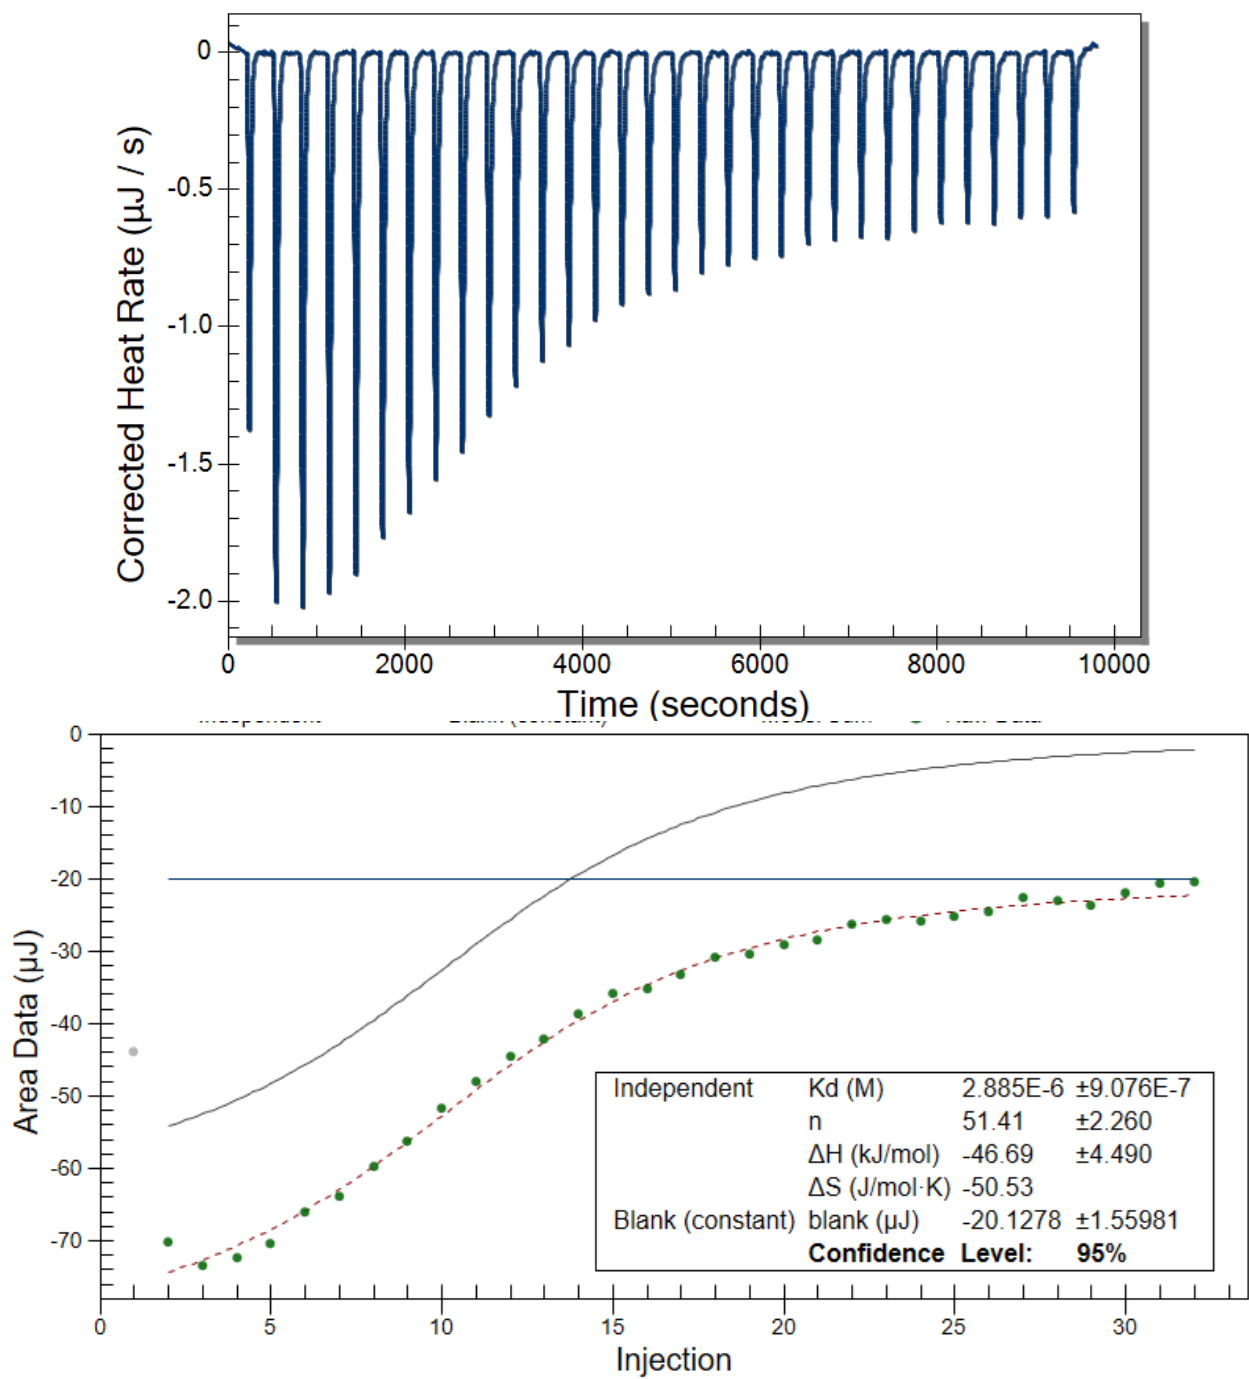 0
-0.5
-1.0
-1.5
-2.0
Corrected Heat Rate (µJ / s)
0 2000 4000 6000 8000 10000
Time (seconds)
0
-10
-20
-30
-40
-50
-60
-70
Area Data (µJ)
Independent Kd (M) 2.885E-6 ±9.076E-7
n 51.41 ±2.260
ΔH (kJ/mol) -46.69 ±4.490
ΔS (J/mol·K) -50.53
Blank (constant) blank (µJ) -20.1278 ±1.55981
Confidence Level: 95%
0 5 10 15 20 25 30
Injection